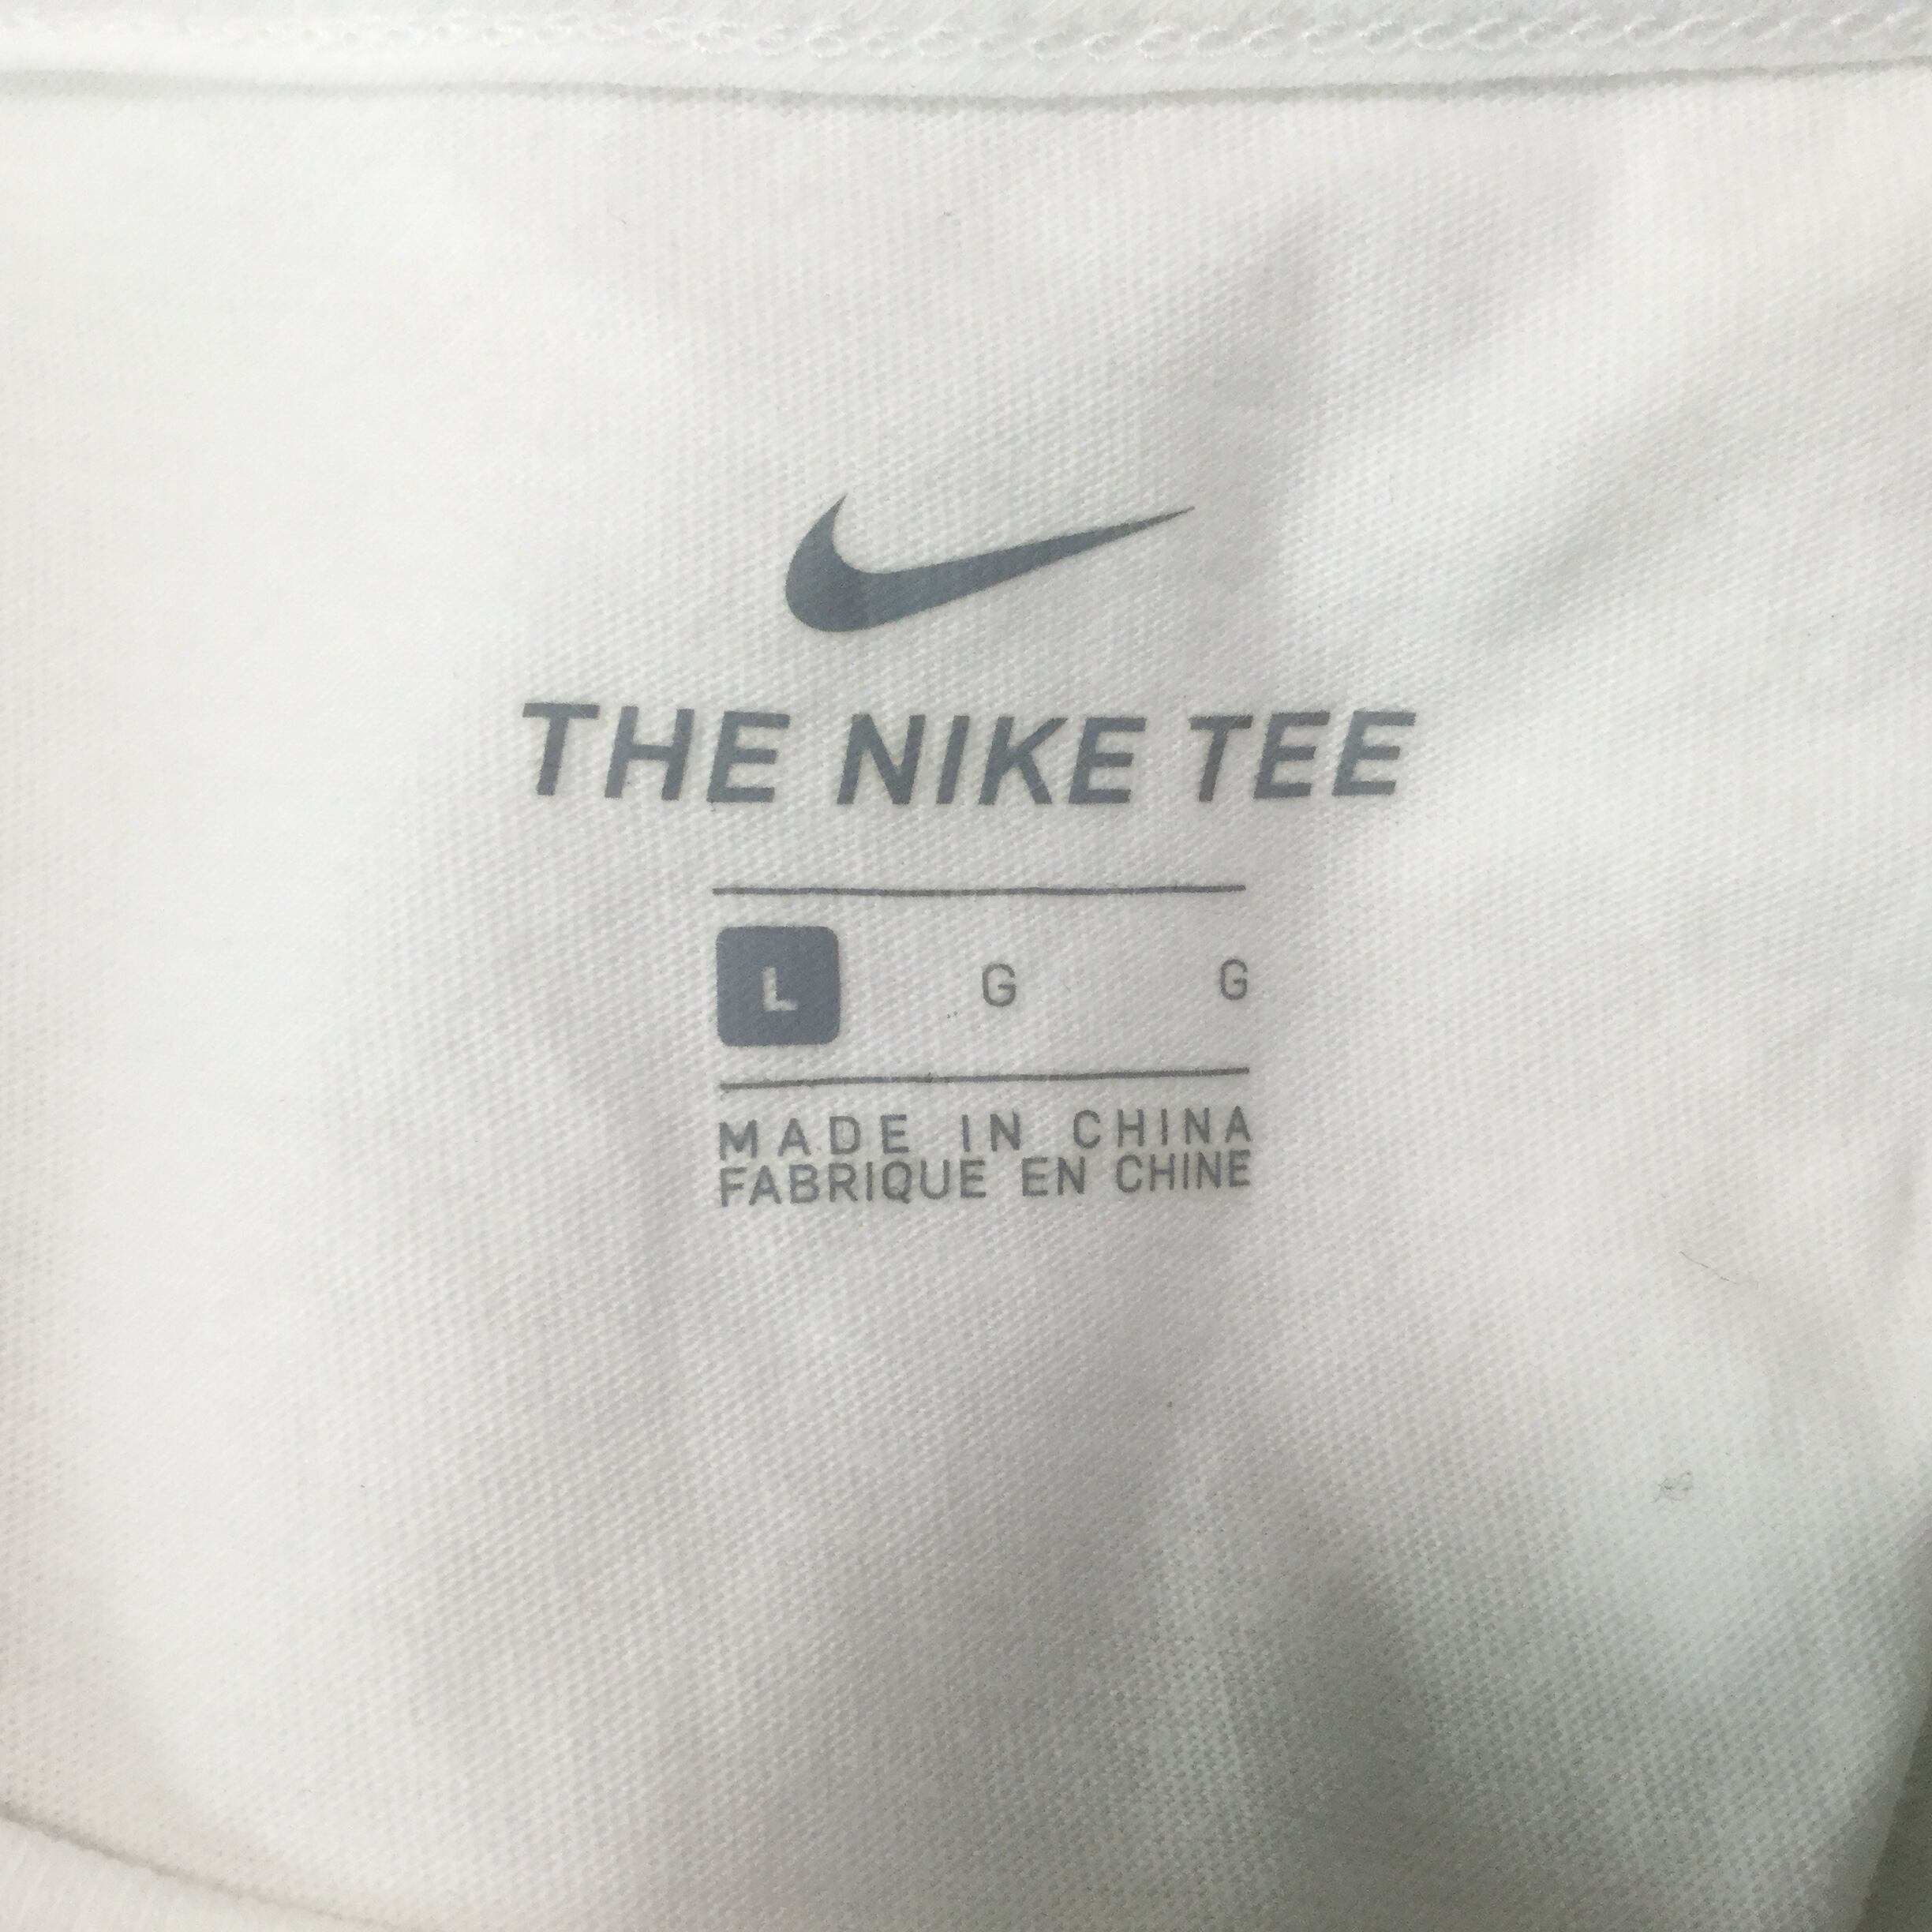 THE NIKE TEE
L G G
MADE IN CHINA
FABRIQUE EN CHINE